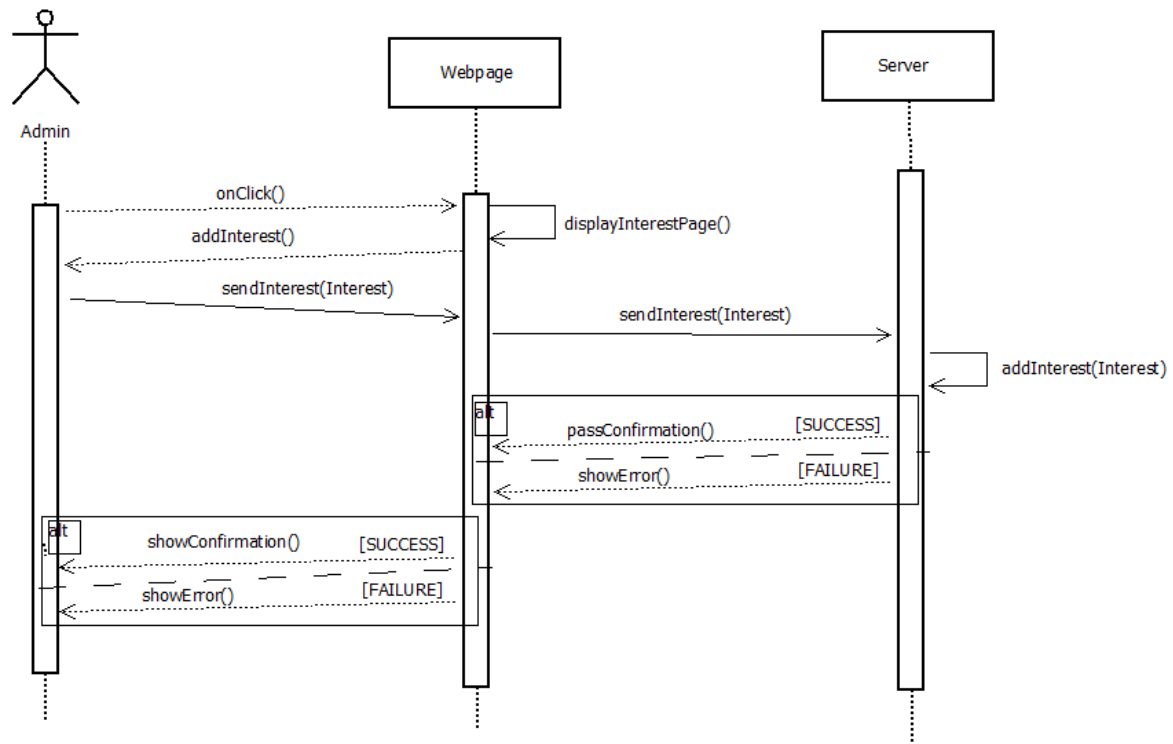 Webpage
Server
Admin
onClick()
displayInterestPage()
addInterest()
sendInterest(Interest)
sendInterest(Interest)
addInterest(Interest)
alt
passConfirmation()
[SUCCESS]
showError()
[FAILURE]
alt
showConfirmation()
[SUCCESS]
showError()
[FAILURE]